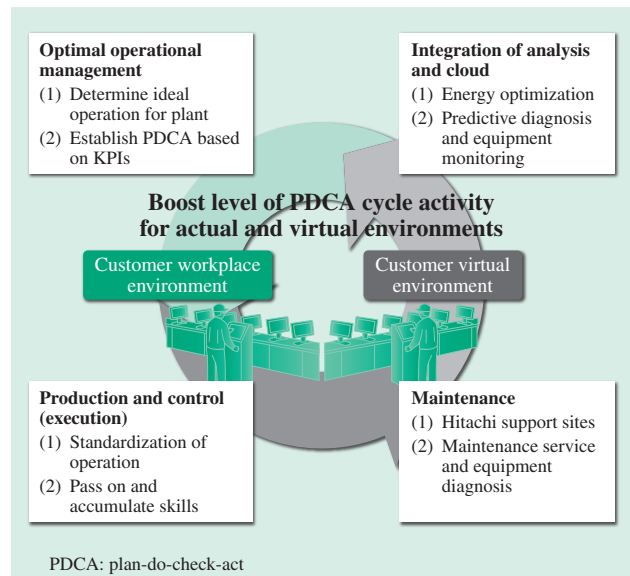 Optimal operational
management
(1) Determine ideal
operation for plant
(2) Establish PDCA based
on KPIs
Integration of analysis
and cloud
(1) Energy optimization
(2) Predictive diagnosis
and equipment
monitoring
Boost level of PDCA cycle activity
for actual and virtual environments
Customer workplace
environment
Customer virtual
environment
Production and control
(execution)
(1) Standardization of
operation
(2) Pass on and
accumulate skills
Maintenance
(1) Hitachi support sites
(2) Maintenance service
and equipment
diagnosis
PDCA: plan-do-check-act